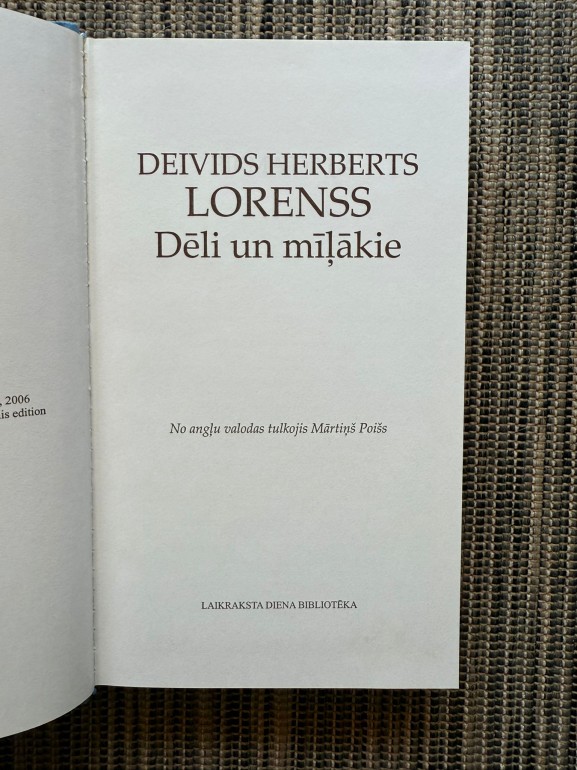 , 2006
is edition
DEIVIDS HERBERTS
LORENSS
Dēli un mīļākie
No angļu valodas tulkojis Mārtiņš Poišs
LAIKRAKSTA DIENA BIBLIOTĒKA